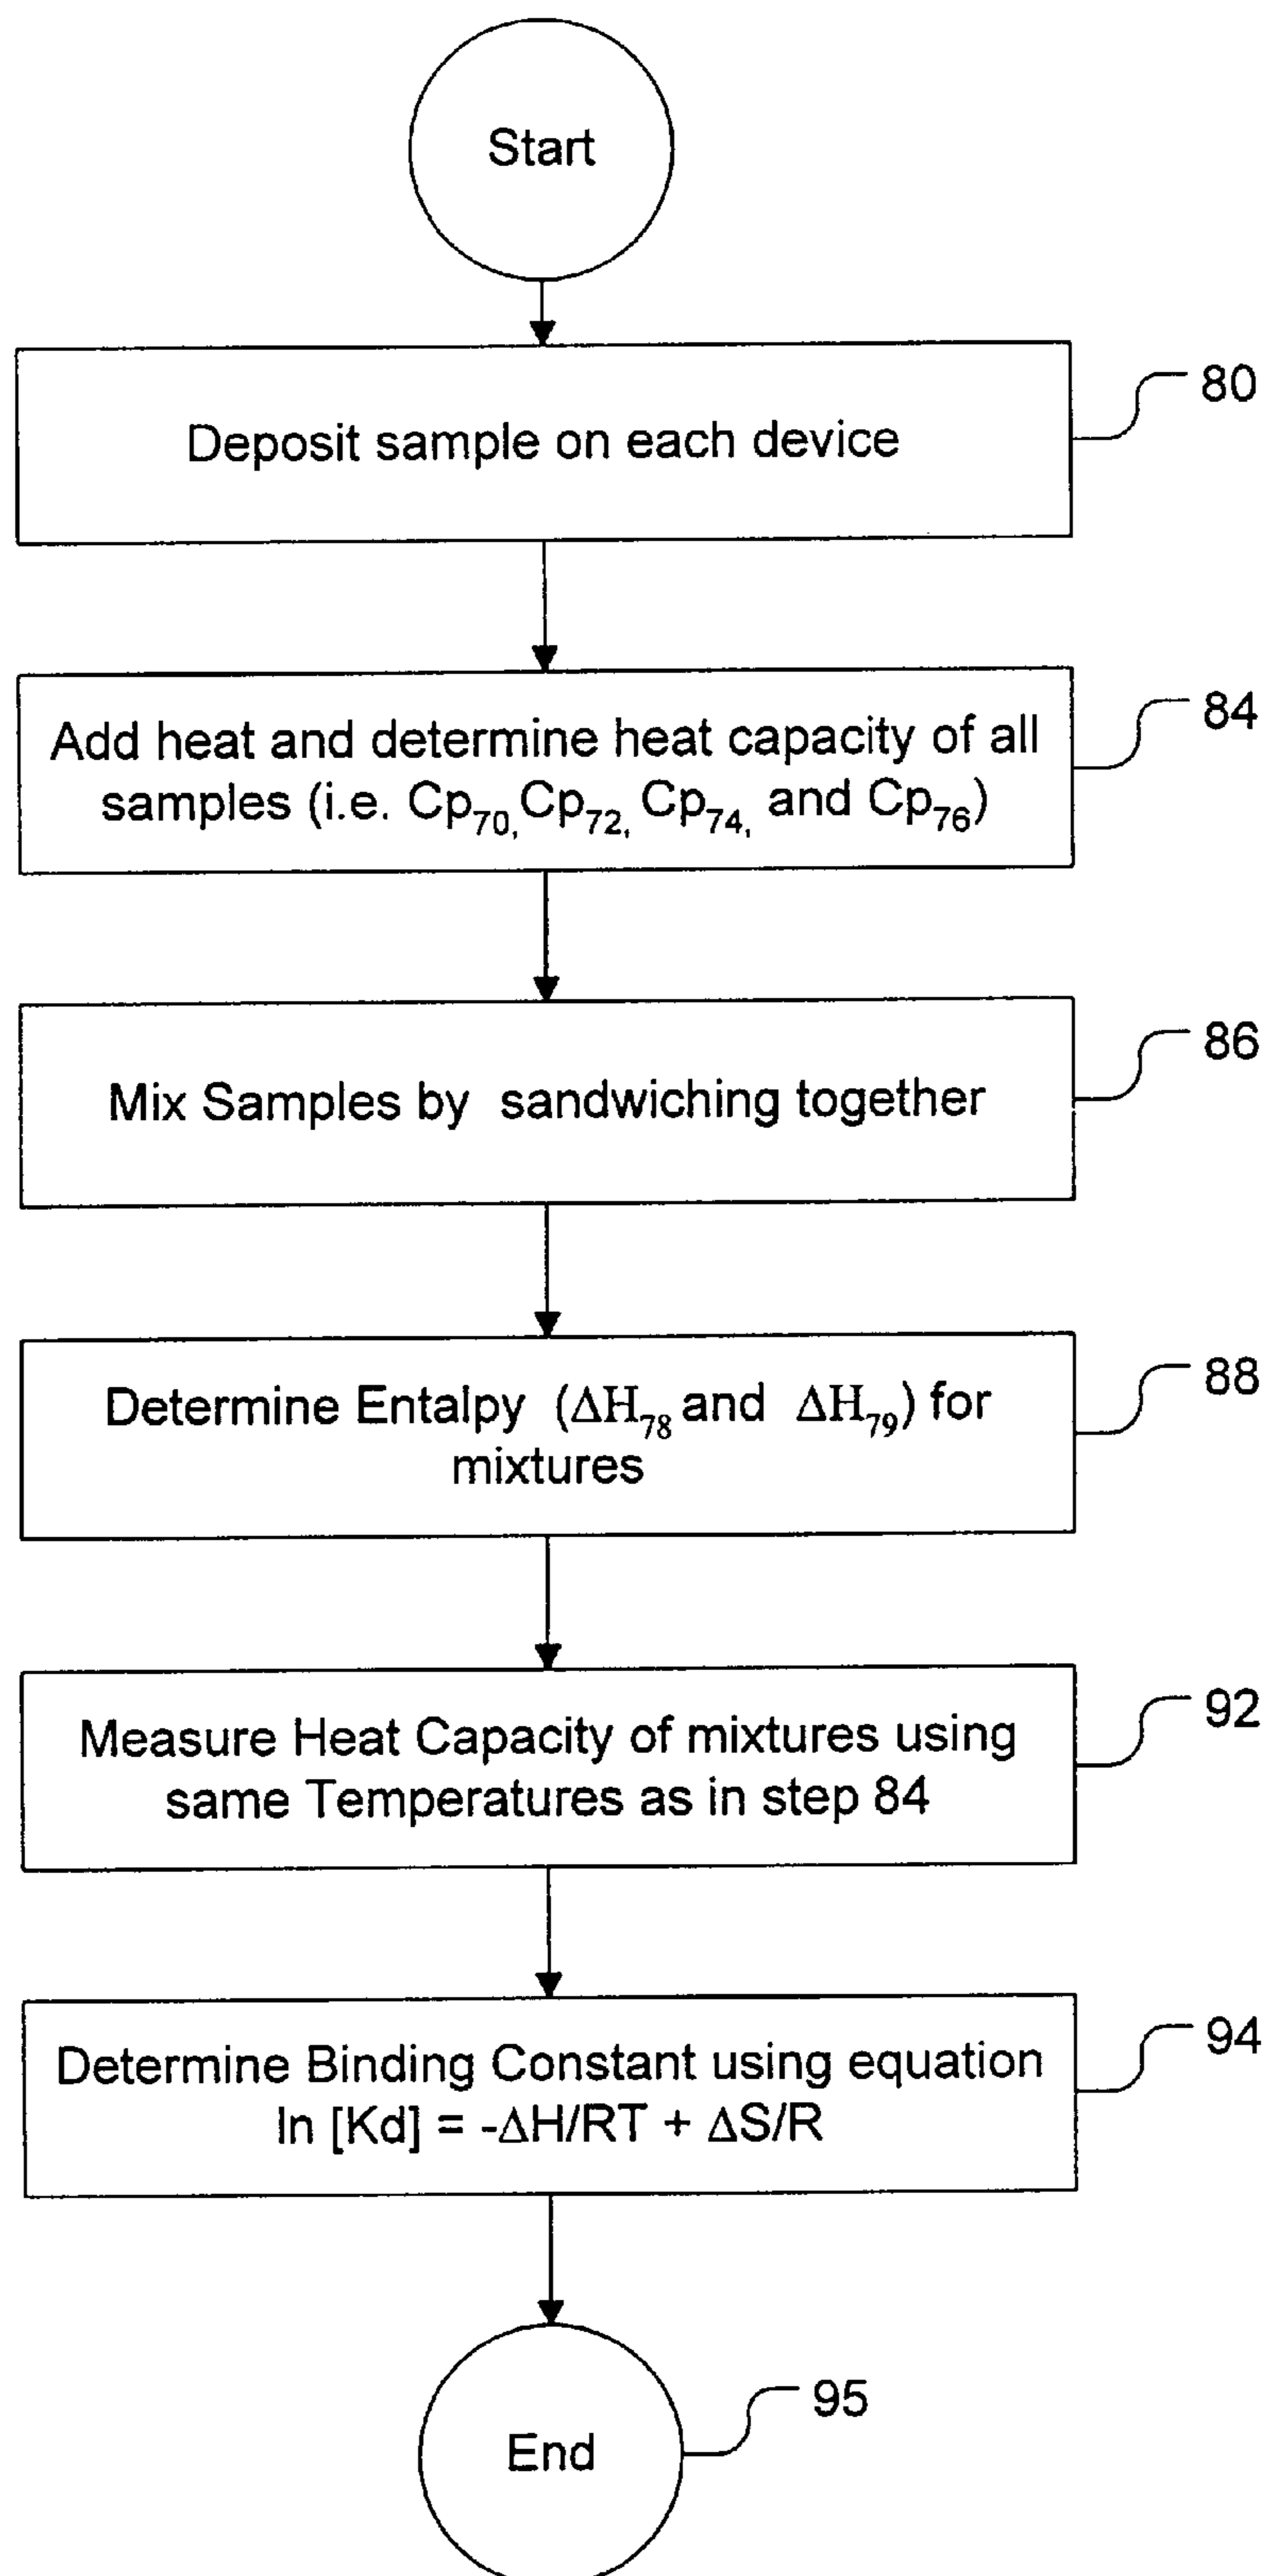 Start
Deposit sample on each device
80
Add heat and determine heat capacity of all
samples (i.e. Cp70, Cp72, Cp74, and Cp76)
84
Mix Samples by sandwiching together
86
Determine Entalpy (ΔH78 and ΔH79) for
mixtures
88
Measure Heat Capacity of mixtures using
same Temperatures as in step 84
92
Determine Binding Constant using equation
ln [Kd] = -ΔH/RT + ΔS/R
94
End
95